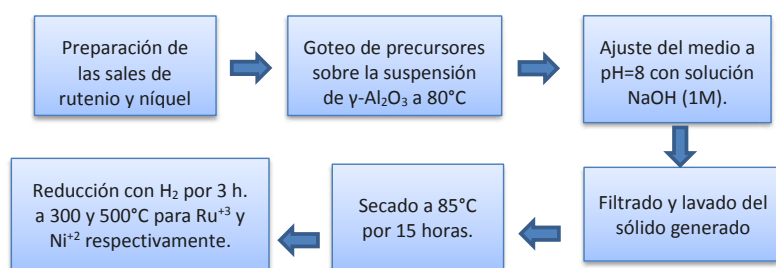 Preparación de
las sales de
rutenio y níquel
Goteo de precursores
sobre la suspensión
de γ-Al₂O₃ a 80°C
Ajuste del medio a
pH=8 con solución
NaOH (1M).
Filtrado y lavado del
sólido generado
Secado a 85°C
por 15 horas.
Reducción con H₂ por 3 h.
a 300 y 500°C para Ru⁺³ y
Ni⁺² respectivamente.